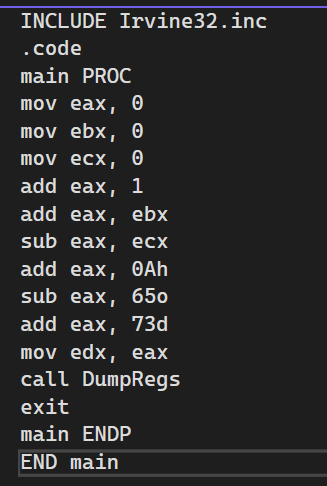 INCLUDE Irvine32.inc
.code
main PROC
mov eax, 0
mov ebx, 0
mov ecx, 0
add eax, 1
add eax, ebx
sub eax, ecx
add eax, 0Ah
sub eax, 65o
add eax, 73d
mov edx, eax
call DumpRegs
exit
main ENDP
END main